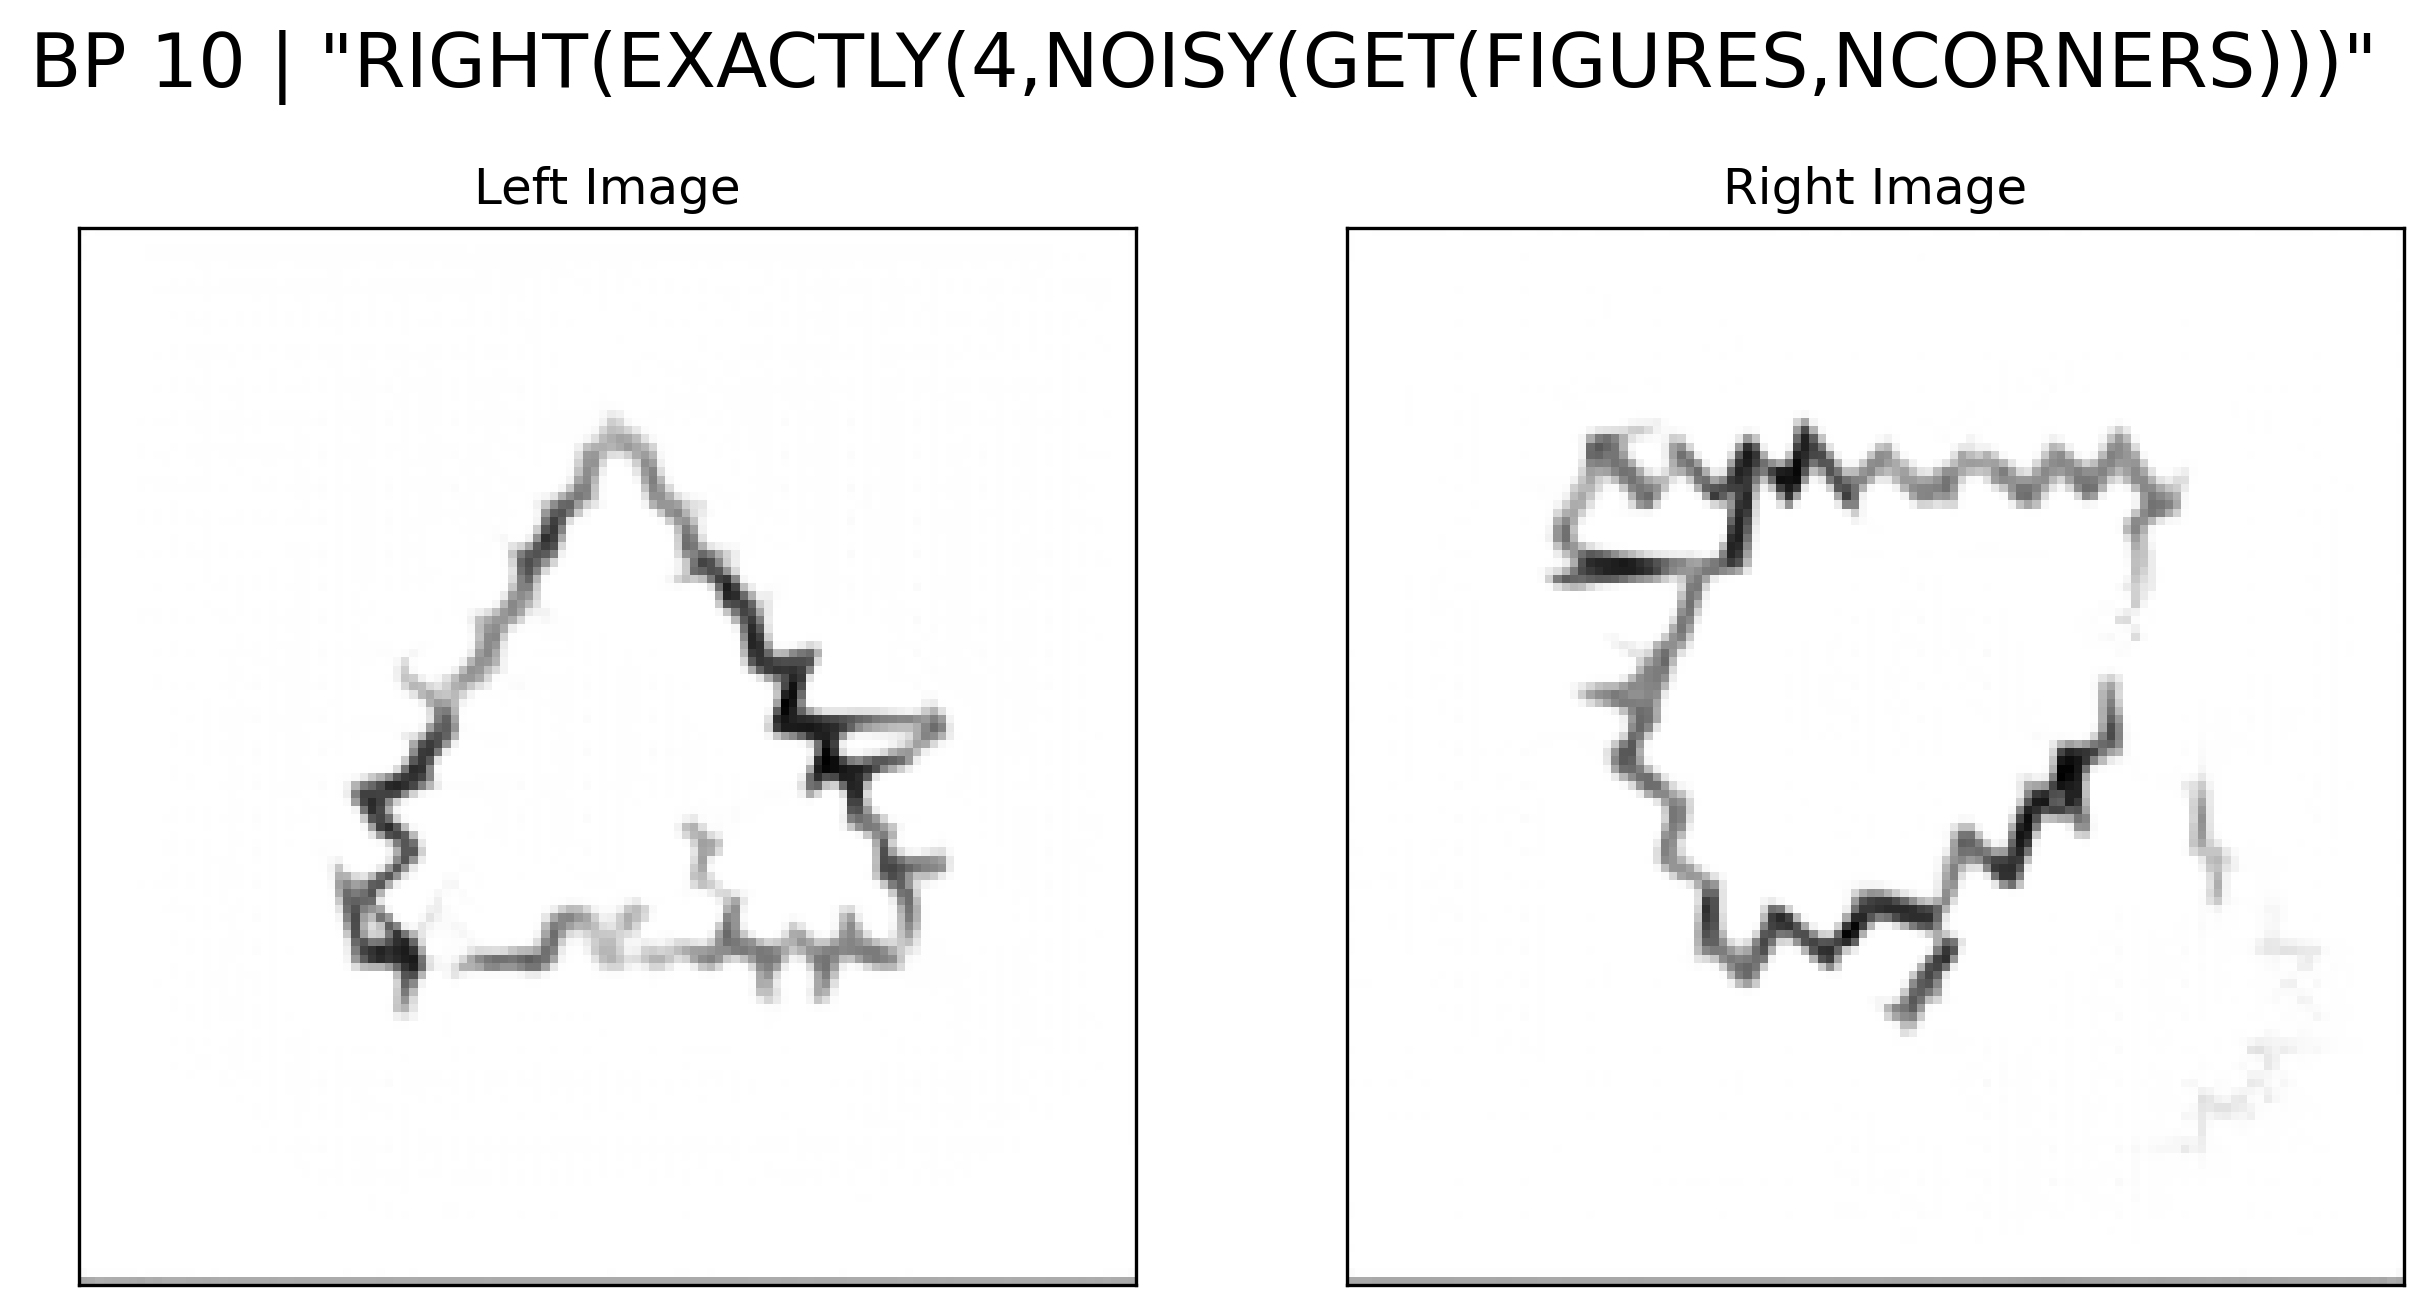 BP 10 | "RIGHT(EXACTLY(4,NOISY(GET(FIGURES,NCORNERS)))"
Left Image
Right Image